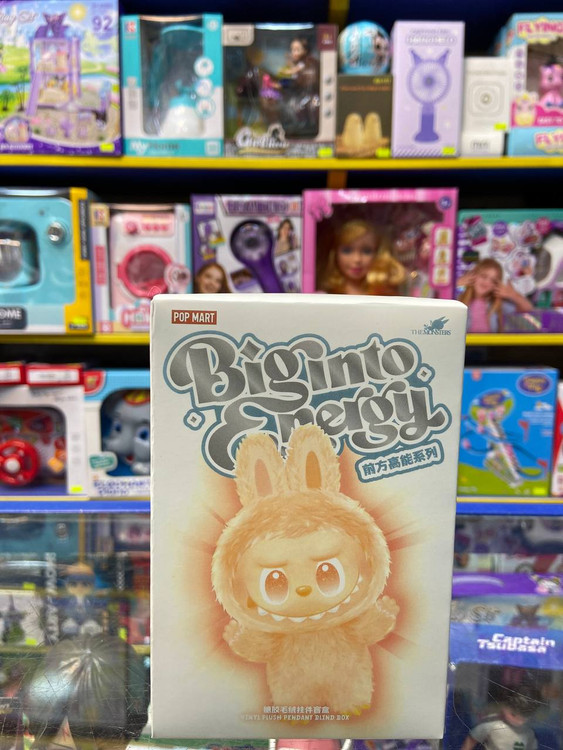 92
FLYING
POP MART
THE MONSTERS
Big into
Energy
前方高能系列
搪胶毛绒挂件盲盒
VINYL PLUSH PENDANT BLIND BOX
Captain
Tsubasa